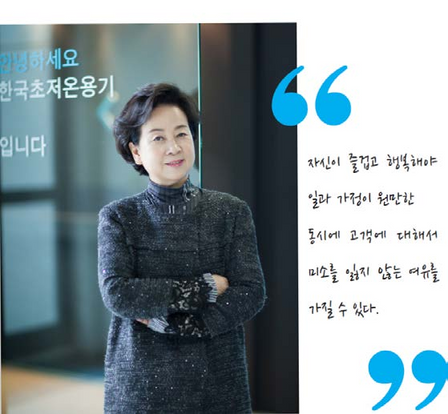 안녕하세요
한국초저온용기
입니다
자신이 즐겁고 행복해야
일과 가정이 원만한
동시에 고객에 대해서
미소를 잃지 않는 여유를
가질 수 있다.